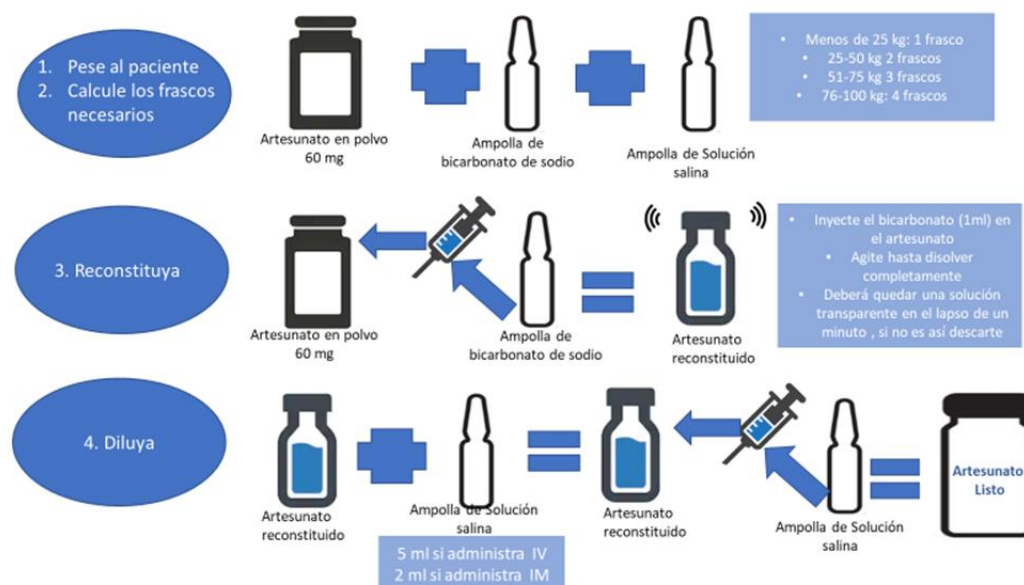 1. Pese al paciente
2. Calcule los frascos
necesarios
Artesunato en polvo
60 mg
Ampolla de
bicarbonato de sodio
Ampolla de Solución
salina
• Menos de 25 kg: 1 frasco
• 25-50 kg 2 frascos
• 51-75 kg 3 frascos
• 76-100 kg: 4 frascos
3. Reconstituya
Artesunato en polvo
60 mg
Ampolla de
bicarbonato de sodio
Artesunato
reconstituido
• Inyecte el bicarbonato (1ml) en
el artesunato
• Agite hasta disolver
completamente
• Deberá quedar una solución
transparente en el lapso de un
minuto , si no es así descarte
4. Diluya
Artesunato
reconstituido
Ampolla de Solución
salina
5 ml si administra IV
2 ml si administra IM
Artesunato
reconstituido
Ampolla de Solución
salina
Artesunato
Listo